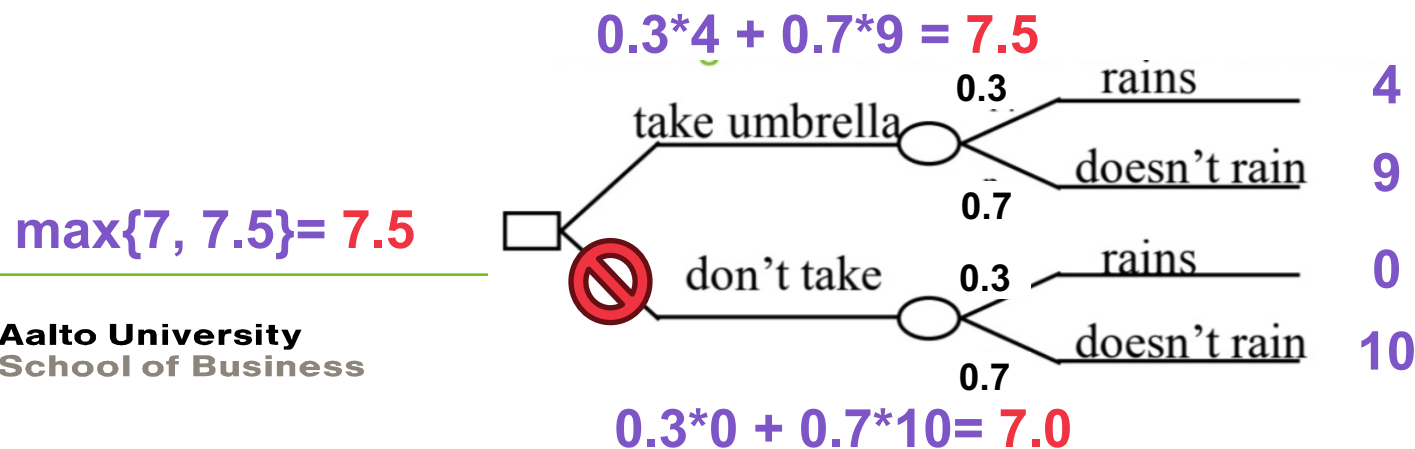 0.3*4 + 0.7*9 = 7.5
0.3
rains
4
take umbrella
doesn't rain
9
0.7
max{7, 7.5}= 7.5
don't take
0.3
rains
0
Aalto University
School of Business
doesn't rain
10
0.7
0.3*0 + 0.7*10= 7.0